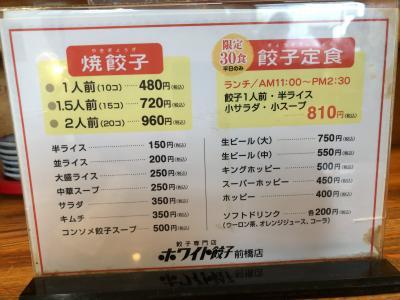 やきぎょうざ
焼餃子
●1人前(10コ) 480円(税込)
●1.5人前(15コ) 720円(税込)
●2人前(20コ) 960円(税込)
半ライス 150円(税込)
並ライス 200円(税込)
大盛ライス 250円(税込)
中華スープ 250円(税込)
サラダ 350円(税込)
キムチ 350円(税込)
コンソメ餃子スープ 500円(税込)
限定
30食
平日のみ
餃子定食
ランチ/AM11:00〜PM2:30
餃子1人前・半ライス
小サラダ・小スープ
810円(税込)
生ビール(大) 750円(税込)
生ビール(中) 550円(税込)
キングホッピー 500円(税込)
スーパーホッピー 450円(税込)
ホッピー 400円(税込)
ソフトドリンク 各200円(税込)
(ウーロン茶、オレンジジュース、コーラ)
餃子専門店
ホワイト餃子前橋店